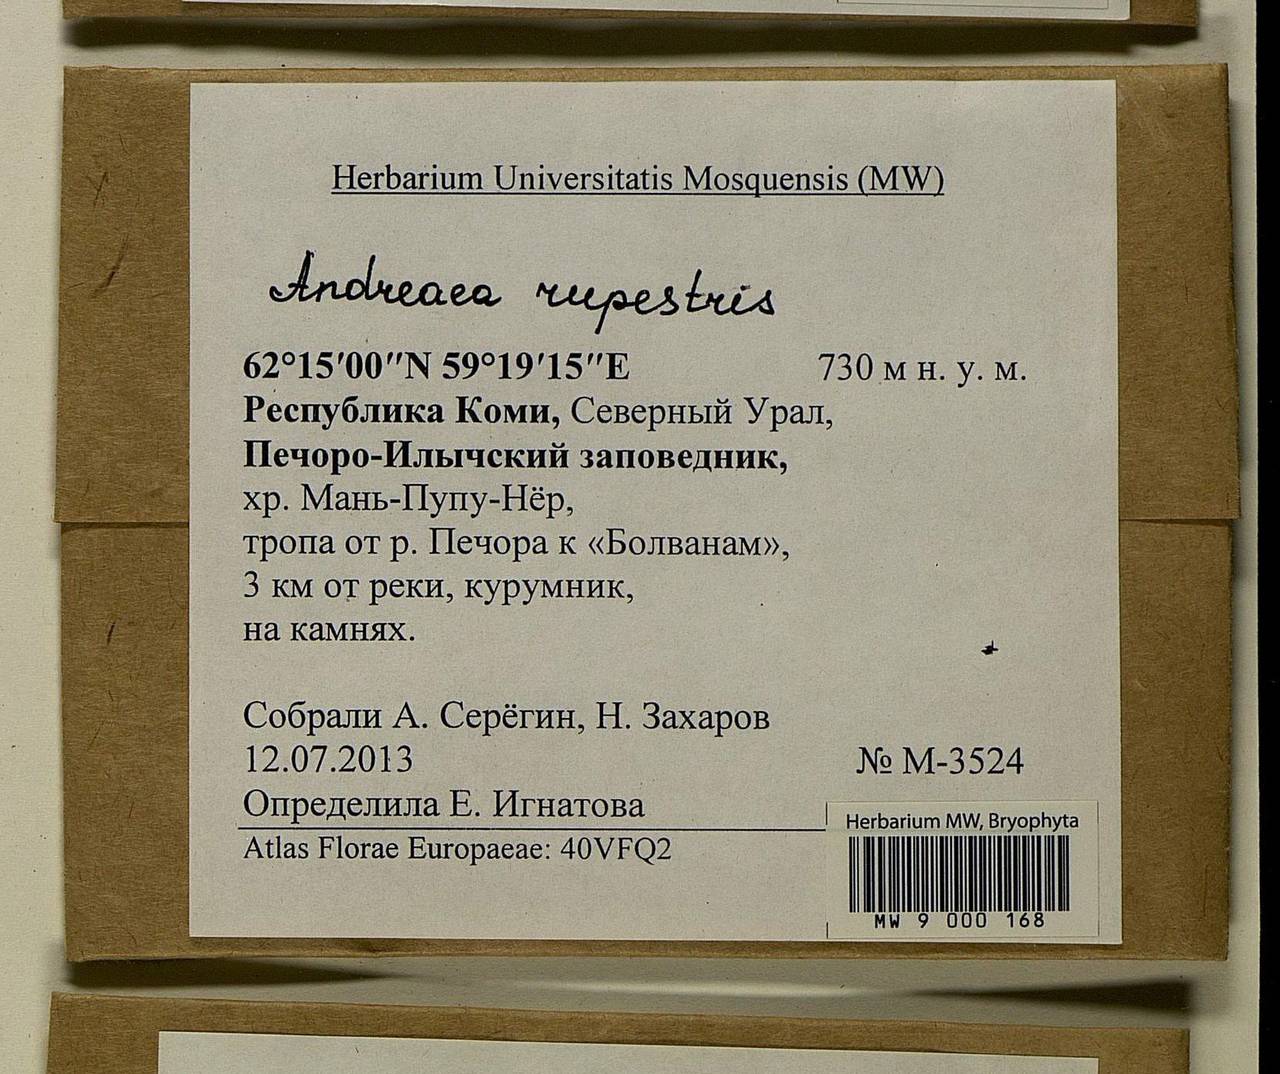 Herbarium Universitatis Mosquensis (MW)
Andreaea rupestris
62°15′00″N 59°19′15″E 730 м н. у. м.
Республика Коми, Северный Урал,
Печоро-Илычский заповедник,
хр. Мань-Пупу-Нёр,
тропа от р. Печора к «Болванам»,
3 км от реки, курумник,
на камнях.
Собрали А. Серёгин, Н. Захаров
12.07.2013 № М-3524
Определила Е. Игнатова
Atlas Florae Europaeae: 40VFQ2
Herbarium MW, Bryophyta
MW 9 000 168